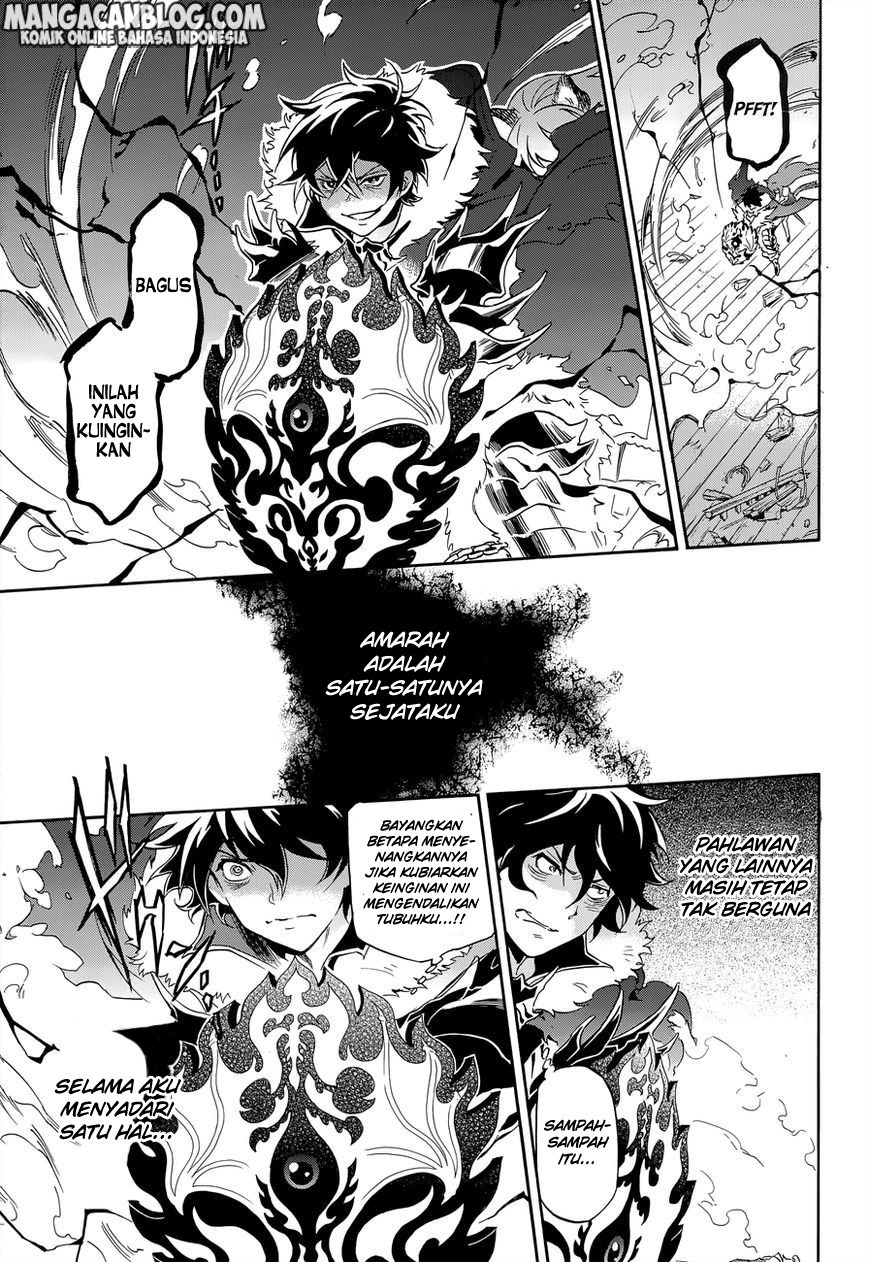 MANGACANBLOG.COM
KOMIK ONLINE BAHASA INDONESIA
PFFT!
BAGUS
INILAH
YANG
KUINGIN-
KAN
AMARAH
ADALAH
SATU-SATUNYA
SEJATAKU
PAHLAWAN
YANG LAINNYA
MASIH TETAP
TAK BERGUNA
SAMPAH-
SAMPAH
ITU...
BAYANGKAN
BETAPA MENYE-
NANGKANNYA
JIKA KUBIARKAN
KEINGINAN INI
MENGENDALIKAN
TUBUHKU...!!
SELAMA AKU
MENYADARI
SATU HAL...